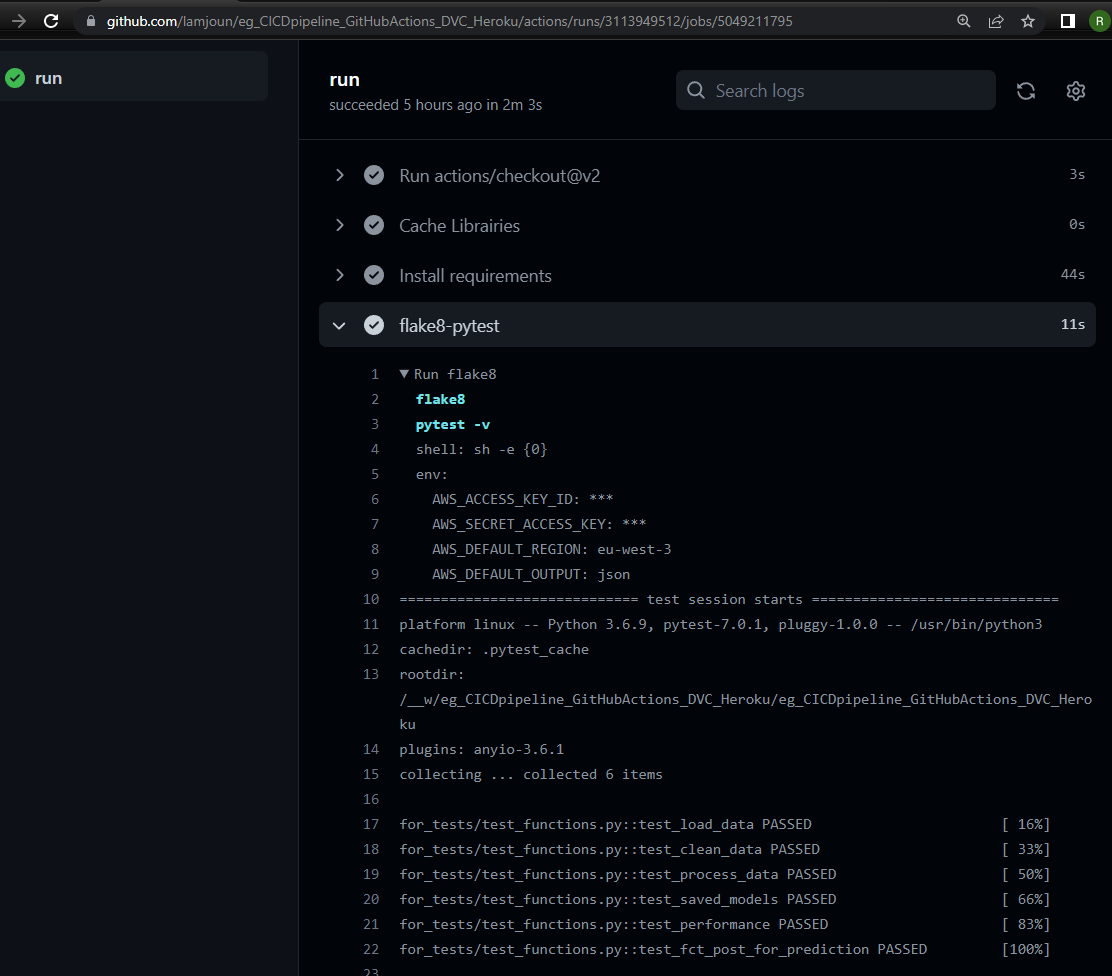 github.com/lamjoun/eg_CICDpipeline_GitHubActions_DVC_Heroku/actions/runs/3113949512/jobs/5049211795
R
run
run
succeeded 5 hours ago in 2m 3s
Search logs
Run actions/checkout@v2 3s
Cache Librairies 0s
Install requirements 44s
flake8-pytest 11s
1 ▼ Run flake8
2 flake8
3 pytest -v
4 shell: sh -e {0}
5 env:
6 AWS_ACCESS_KEY_ID: ***
7 AWS_SECRET_ACCESS_KEY: ***
8 AWS_DEFAULT_REGION: eu-west-3
9 AWS_DEFAULT_OUTPUT: json
10 ============================= test session starts ==============================
11 platform linux -- Python 3.6.9, pytest-7.0.1, pluggy-1.0.0 -- /usr/bin/python3
12 cachedir: .pytest_cache
13 rootdir:
/__w/eg_CICDpipeline_GitHubActions_DVC_Heroku/eg_CICDpipeline_GitHubActions_DVC_Hero
ku
14 plugins: anyio-3.6.1
15 collecting ... collected 6 items
16
17 for_tests/test_functions.py::test_load_data PASSED [ 16%]
18 for_tests/test_functions.py::test_clean_data PASSED [ 33%]
19 for_tests/test_functions.py::test_process_data PASSED [ 50%]
20 for_tests/test_functions.py::test_saved_models PASSED [ 66%]
21 for_tests/test_functions.py::test_performance PASSED [ 83%]
22 for_tests/test_functions.py::test_fct_post_for_prediction PASSED [100%]
23